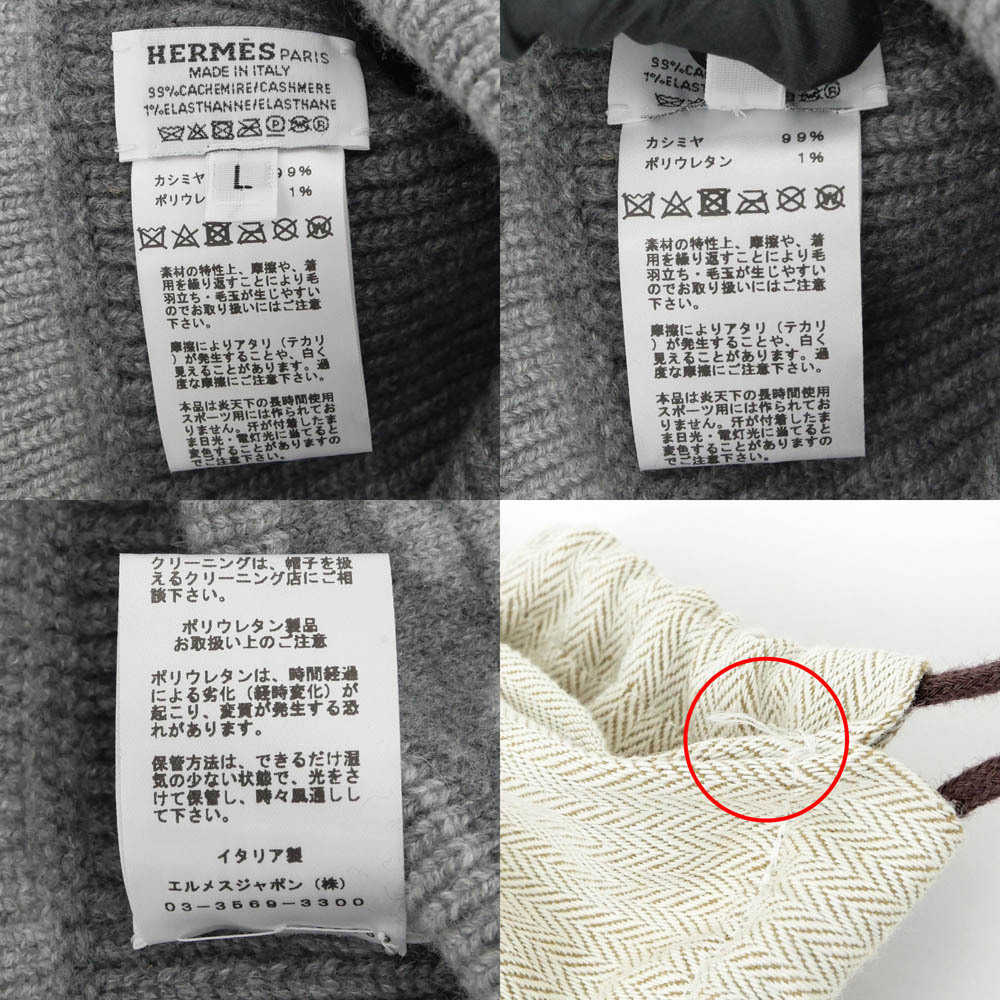 HERMÈS PARIS
MADE IN ITALY
99%CACHEMIRE/CASHMERE
1%ELASTHANNE/ELASTHANE
P W R
L
カシミヤ 99%
ポリウレタ 1%
W
素材の特性上、摩擦や、着
用を繰り返すことにより毛
羽立ち・毛玉が生じやすい
のでお取り扱いにはご注意
下さい。
摩擦によりアタリ（テカリ
）が発生することや、白く
見えることがあります。過
度な摩擦にご注意下さい。
本品は炎天下の長時間使用
スポーツ用には作られてお
りません。汗が付着したま
ま日光・電灯光に当てると
変色することがありますの
でご注意下さい。
99%CACHEMIRE/CASH
1%ELASTHANNE/ELASTHANE
カシミヤ 99%
ポリウレタン 1%
W
素材の特性上、摩擦や、着
用を繰り返すことにより毛
羽立ち・毛玉が生じやすい
のでお取り扱いにはご注意
下さい。
摩擦によりアタリ（テカリ
）が発生することや、白く
見えることがあります。過
度な摩擦にご注意下さい。
本品は炎天下の長時間使用
スポーツ用には作られてお
りません。汗が付着したま
ま日光・電灯光に当てると
変色することがありますの
でご注意下さい。
クリーニングは、帽子を扱
えるクリーニング店にご相
談下さい。
ポリウレタン製品
お取扱い上のご注意
ポリウレタンは、時間経過
による劣化（経時変化）が
起こり、変質が発生する恐
れがあります。
保管方法は、できるだけ湿
気の少ない状態で、光をさ
けて保管し、時々風通しし
て下さい。
イタリア製
エルメスジャポン（株）
03-3569-3300